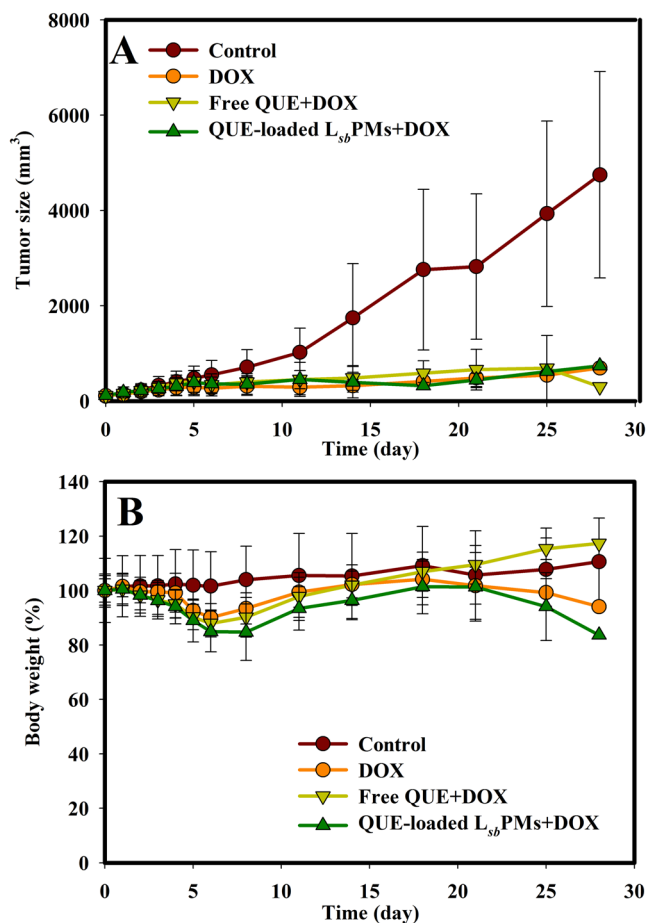 8000
A
Control
DOX
Free QUE+DOX
QUE-loaded LsbPMs+DOX
6000
4000
2000
0
Tumor size (mm3)
0 5 10 15 20 25 30
Time (day)
140
B
120
100
80
60
40
20
0
Body weight (%)
Control
DOX
Free QUE+DOX
QUE-loaded LsbPMs+DOX
0 5 10 15 20 25 30
Time (day)